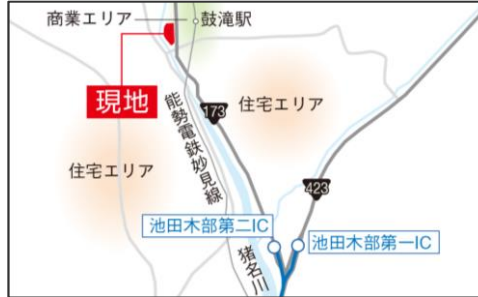 商業エリア
鼓滝駅
現地
能勢電鉄妙見線
173
住宅エリア
住宅エリア
423
池田木部第二IC
池田木部第一IC
猪名川